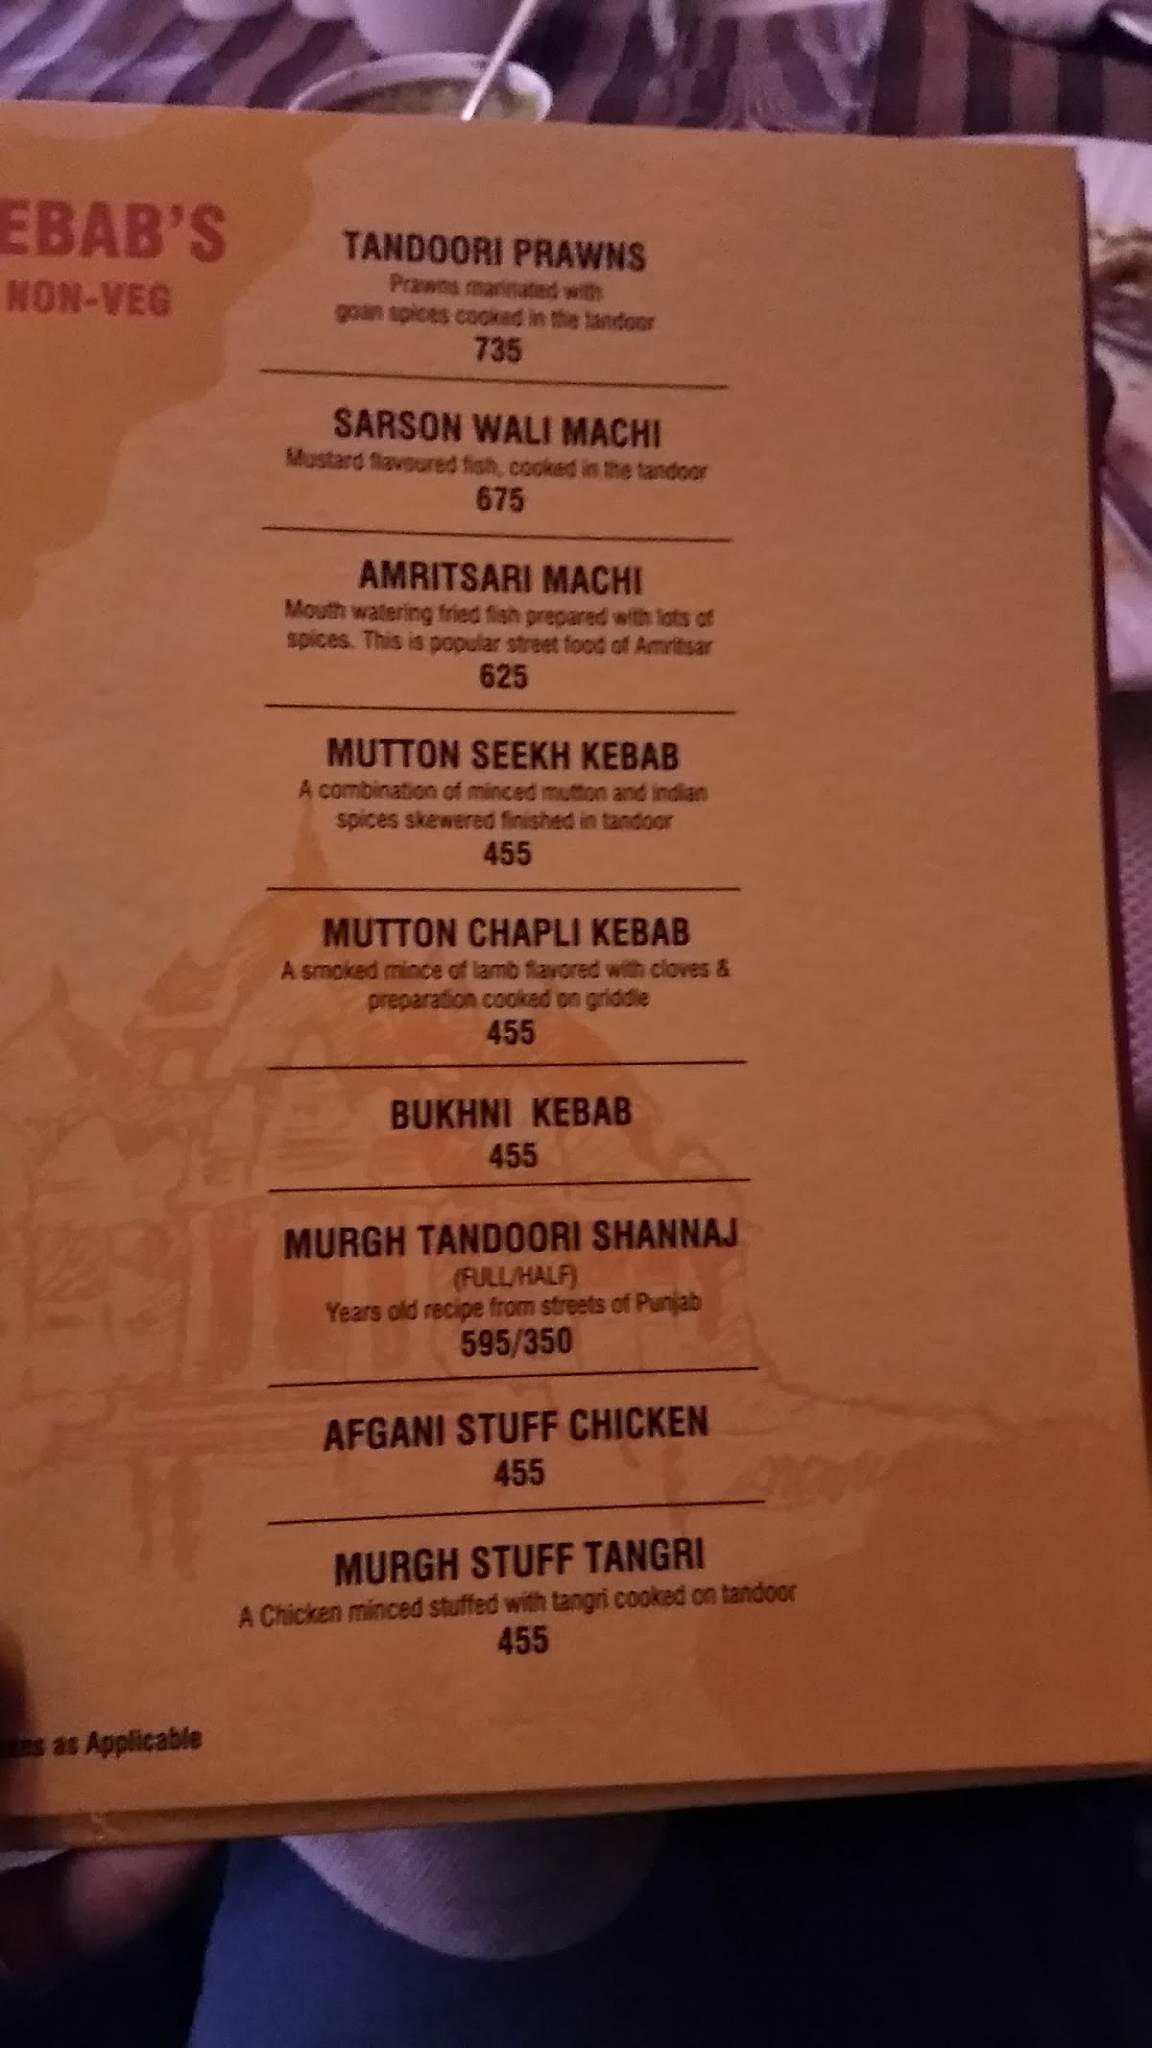 EBAB'S
NON-VEG
TANDOORI PRAWNS
Prawns marinated with
goan spices cooked in the tandoor
735
SARSON WALI MACHI
Mustard flavoured fish, cooked in the tandoor
675
AMRITSARI MACHI
Mouth watering fried fish prepared with lots of
spices. This is popular street food of Amritsar
625
MUTTON SEEKH KEBAB
A combination of minced mutton and indian
spices skewered finished in tandoor
455
MUTTON CHAPLI KEBAB
A smoked mince of lamb flavored with cloves &
preparation cooked on griddle
455
BUKHNI KEBAB
455
MURGH TANDOORI SHANNAJ
(FULL/HALF)
Years old recipe from streets of Punjab
595/350
AFGANI STUFF CHICKEN
455
MURGH STUFF TANGRI
A Chicken minced stuffed with tangri cooked on tandoor
455
as Applicable